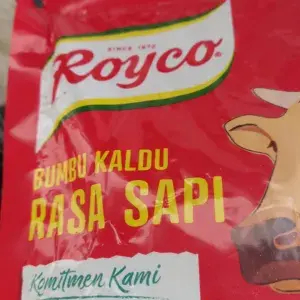 SINCE 1970
Royco®
BUMBU KALDU
RASA SAPI
Komitmen Kami